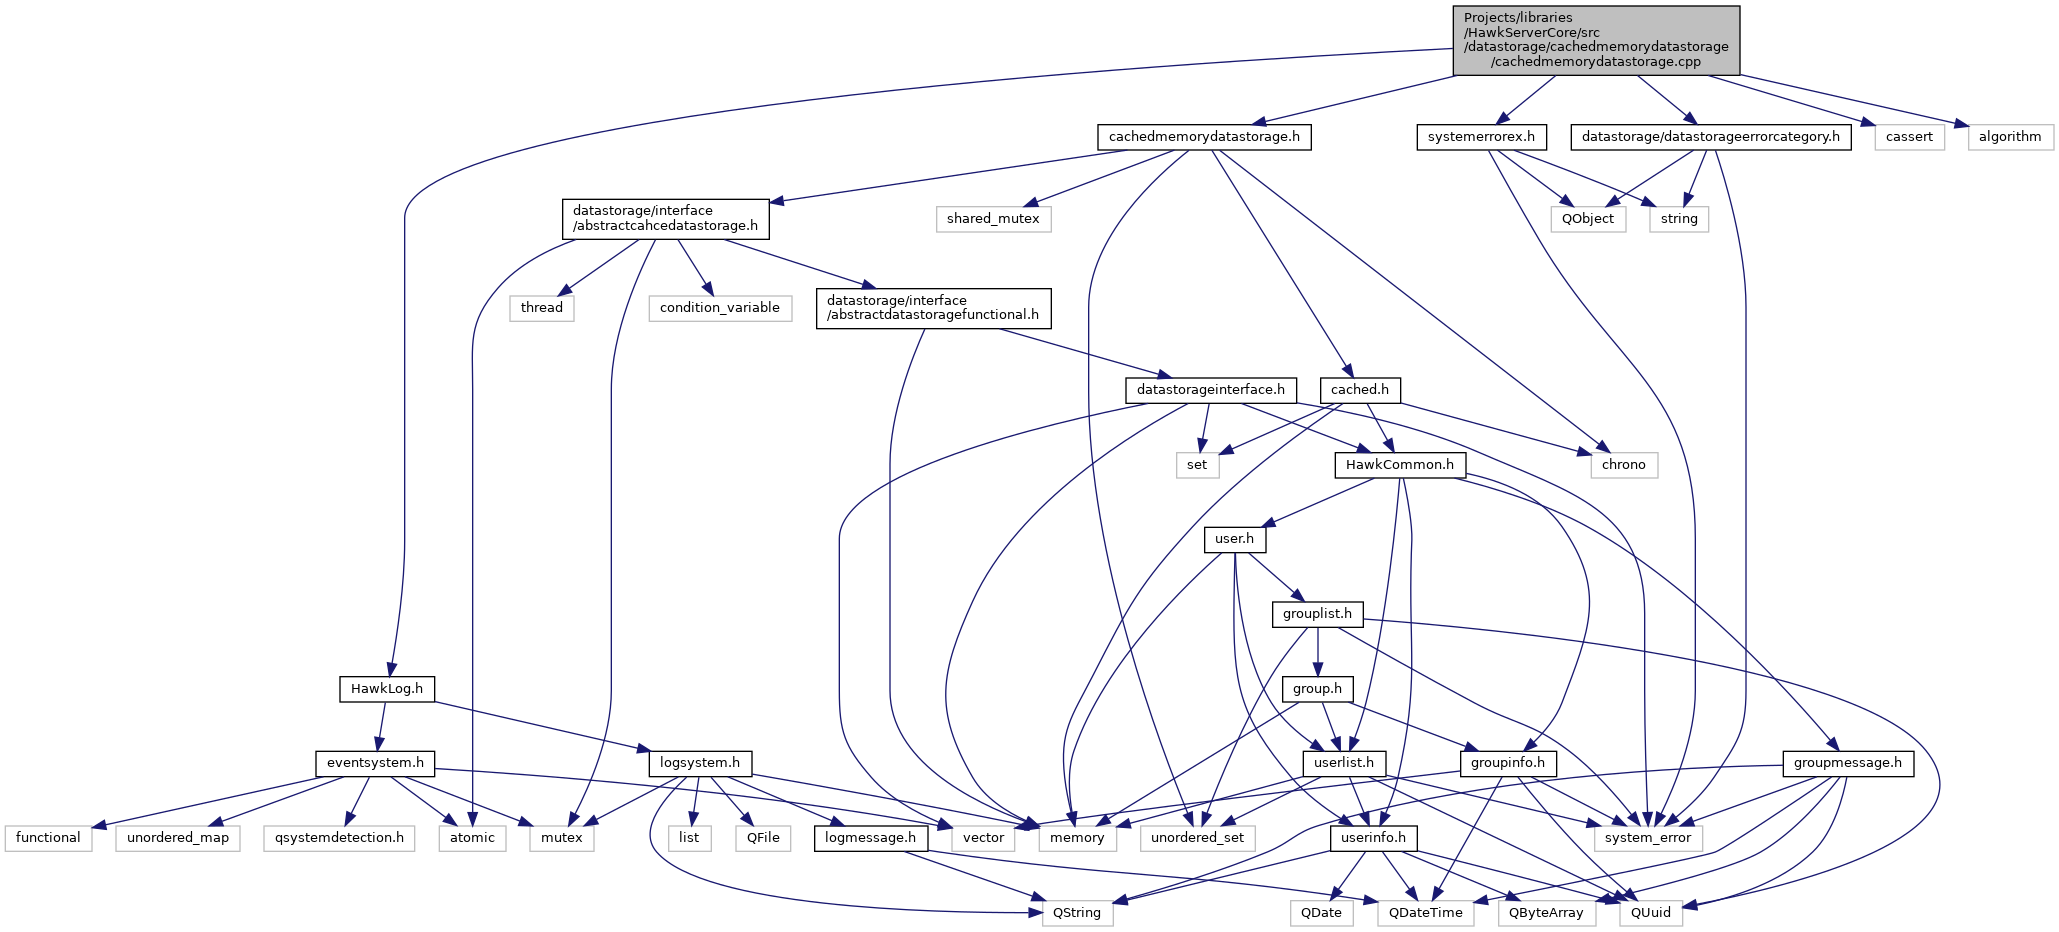 Projects/libraries
/HawkServerCore/src
/datastorage/cachedmemorydatastorage
/cachedmemorydatastorage.cpp
cachedmemorydatastorage.h
systemerrorex.h
datastorage/datastorageerrorcategory.h
cassert
algorithm
datastorage/interface
/abstractcahcedatastorage.h
shared_mutex
QObject
string
thread
condition_variable
datastorage/interface
/abstractdatastoragefunctional.h
datastorageinterface.h
cached.h
set
HawkCommon.h
chrono
user.h
grouplist.h
HawkLog.h
group.h
eventsystem.h
logsystem.h
userlist.h
groupinfo.h
groupmessage.h
functional
unordered_map
qsystemdetection.h
atomic
mutex
list
QFile
logmessage.h
vector
memory
unordered_set
userinfo.h
system_error
QString
QDate
QDateTime
QByteArray
QUuid